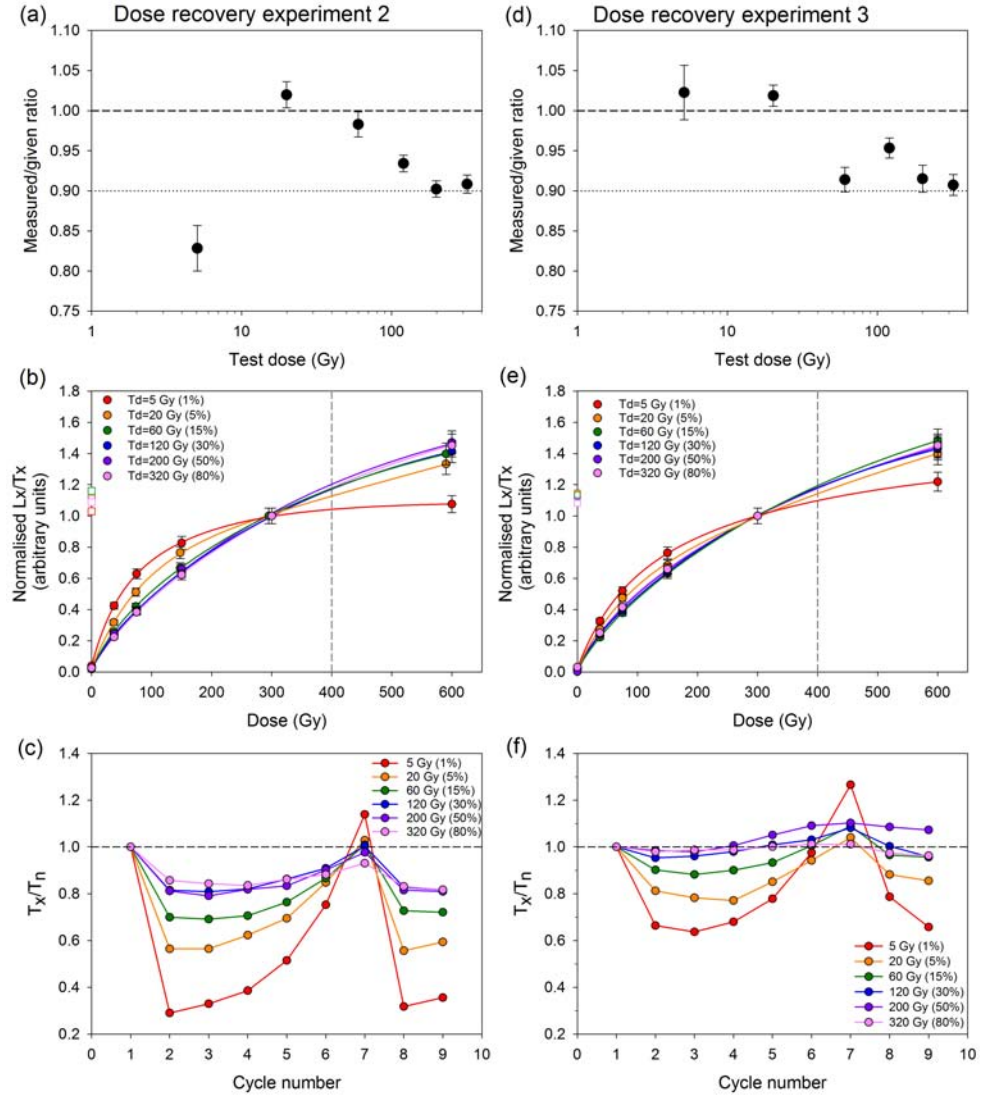 (a) Dose recovery experiment 2
1.10
1.05
1.00
0.95
0.90
0.85
0.80
0.75
Measured/given ratio
1 10 100
Test dose (Gy)
(d) Dose recovery experiment 3
1.10
1.05
1.00
0.95
0.90
0.85
0.80
0.75
Measured/given ratio
1 10 100
Test dose (Gy)
(b)
1.8
1.6
1.4
1.2
1.0
0.8
0.6
0.4
0.2
0.0
Normalised Lx/Tx
(arbitrary units)
Td=5 Gy (1%)
Td=20 Gy (5%)
Td=60 Gy (15%)
Td=120 Gy (30%)
Td=200 Gy (50%)
Td=320 Gy (80%)
0 100 200 300 400 500 600
Dose (Gy)
(e)
1.8
1.6
1.4
1.2
1.0
0.8
0.6
0.4
0.2
0.0
Normalised Lx/Tx
(arbitrary units)
Td=5 Gy (1%)
Td=20 Gy (5%)
Td=60 Gy (15%)
Td=120 Gy (30%)
Td=200 Gy (50%)
Td=320 Gy (80%)
0 100 200 300 400 500 600
Dose (Gy)
(c)
1.4
1.2
1.0
0.8
0.6
0.4
0.2
Tx/Tn
5 Gy (1%)
20 Gy (5%)
60 Gy (15%)
120 Gy (30%)
200 Gy (50%)
320 Gy (80%)
0 1 2 3 4 5 6 7 8 9 10
Cycle number
(f)
1.4
1.2
1.0
0.8
0.6
0.4
0.2
Tx/Tn
5 Gy (1%)
20 Gy (5%)
60 Gy (15%)
120 Gy (30%)
200 Gy (50%)
320 Gy (80%)
0 1 2 3 4 5 6 7 8 9 10
Cycle number